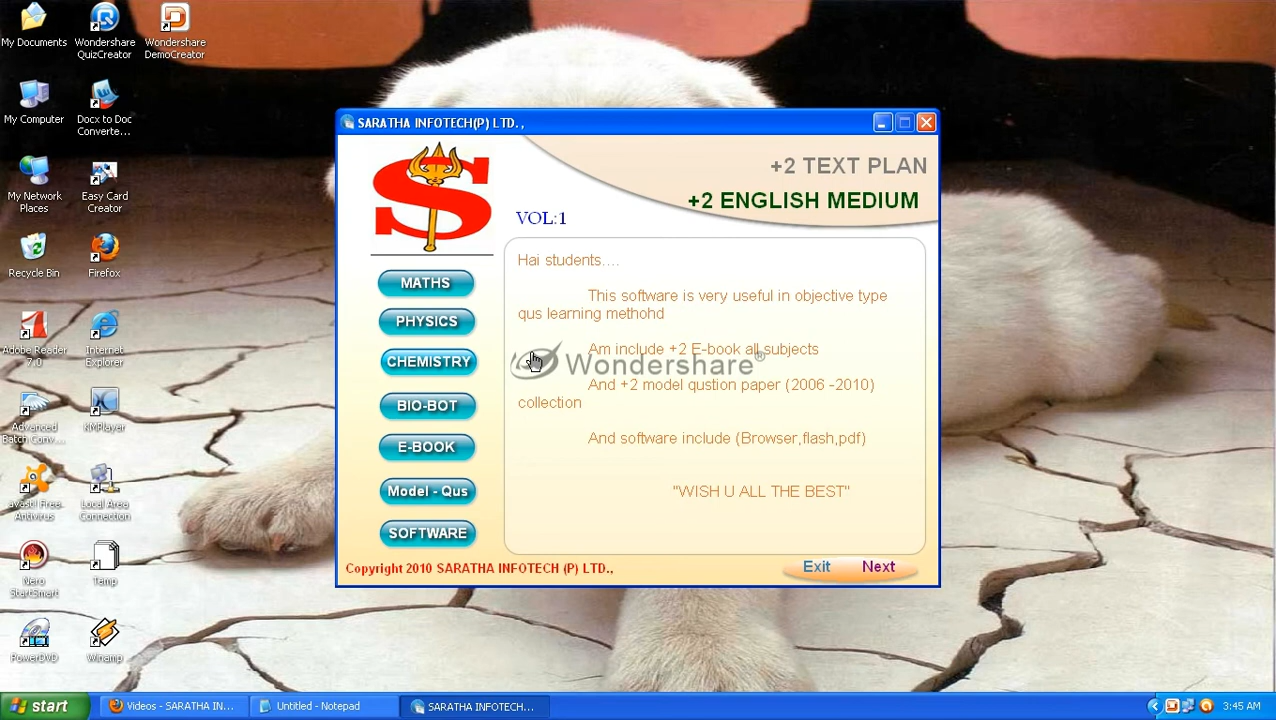 My Documents
Wondershare
QuizCreator
Wondershare
DemoCreator
My Computer
Docx to Doc
Converte...
My Network
Places
Easy Card
Creator
Recycle Bin
Firefox
Adobe Reader
7.0
Internet
Explorer
Advanced
Batch Conv...
KMPlayer
avast! Free
Antivirus
Local Area
Connection
Nero
StartSmart
Temp
PowerDVD
Winamp
SARATHA INFOTECH(P) LTD.,
+2 TEXT PLAN
+2 ENGLISH MEDIUM
S
VOL:1
MATHS
PHYSICS
CHEMISTRY
BIO-BOT
E-BOOK
Model - Qus
SOFTWARE
Hai students....
This software is very useful in objective type
qus learning methohd
Am include +2 E-book all subjects
Wondershare®
And +2 model qustion paper (2006 -2010)
collection
And software include (Browser,flash,pdf)
"WISH U ALL THE BEST"
Copyright 2010 SARATHA INFOTECH (P) LTD.,
Exit
Next
start
Videos - SARATHA IN...
Untitled - Notepad
SARATHA INFOTECH...
3:45 AM